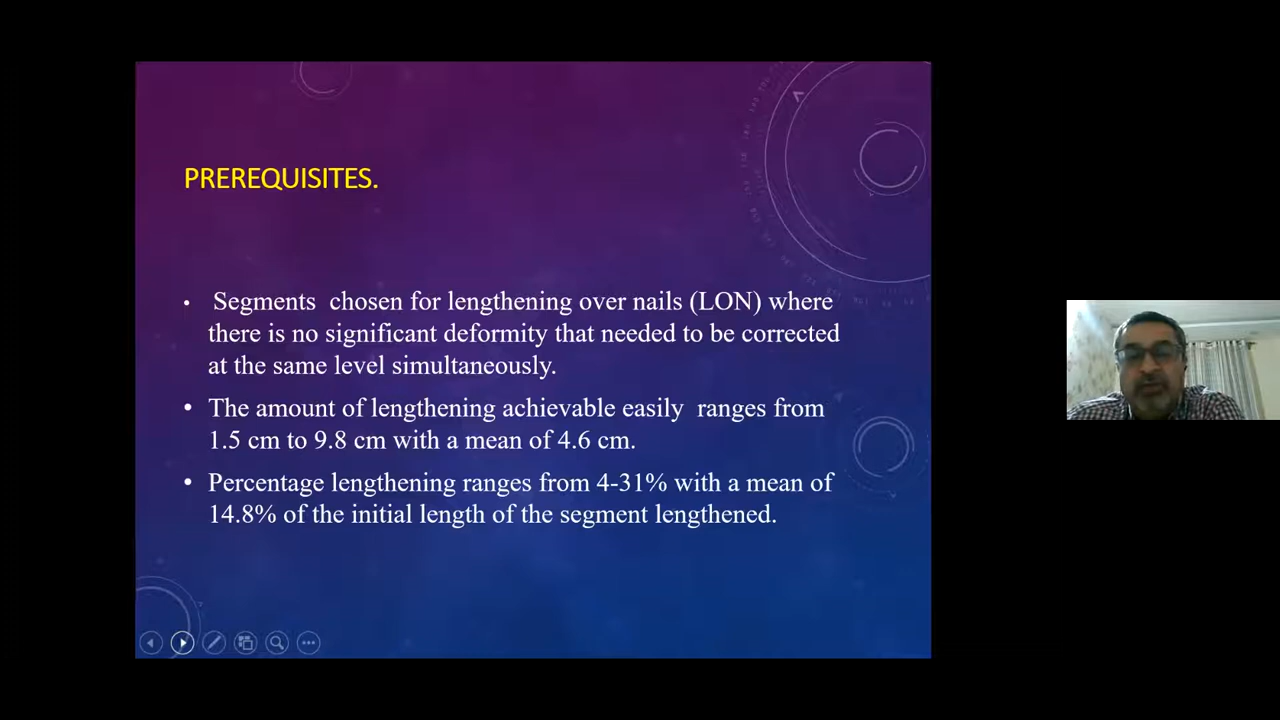 PREREQUISITES.
• Segments chosen for lengthening over nails (LON) where
there is no significant deformity that needed to be corrected
at the same level simultaneously.
• The amount of lengthening achievable easily ranges from
1.5 cm to 9.8 cm with a mean of 4.6 cm.
• Percentage lengthening ranges from 4-31% with a mean of
14.8% of the initial length of the segment lengthened.